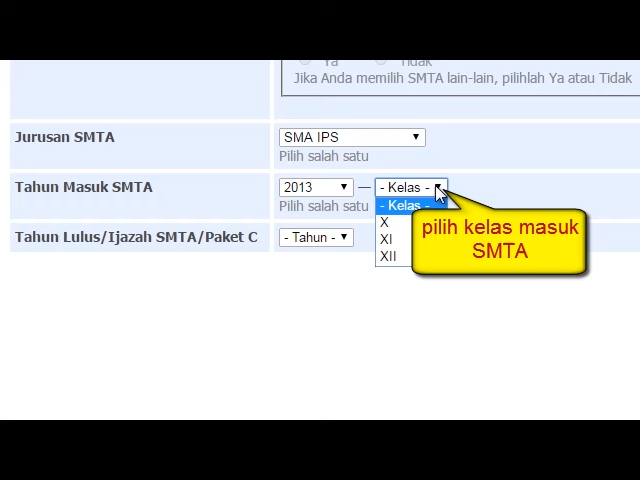 Ya Tidak
Jika Anda memilih SMTA lain-lain, pilihlah Ya atau Tidak
Jurusan SMTA SMA IPS
Pilih salah satu
Tahun Masuk SMTA 2013 — - Kelas -
Pilih salah satu - Kelas -
X
XI
XII
pilih kelas masuk
SMTA
Tahun Lulus/Ijazah SMTA/Paket C - Tahun -